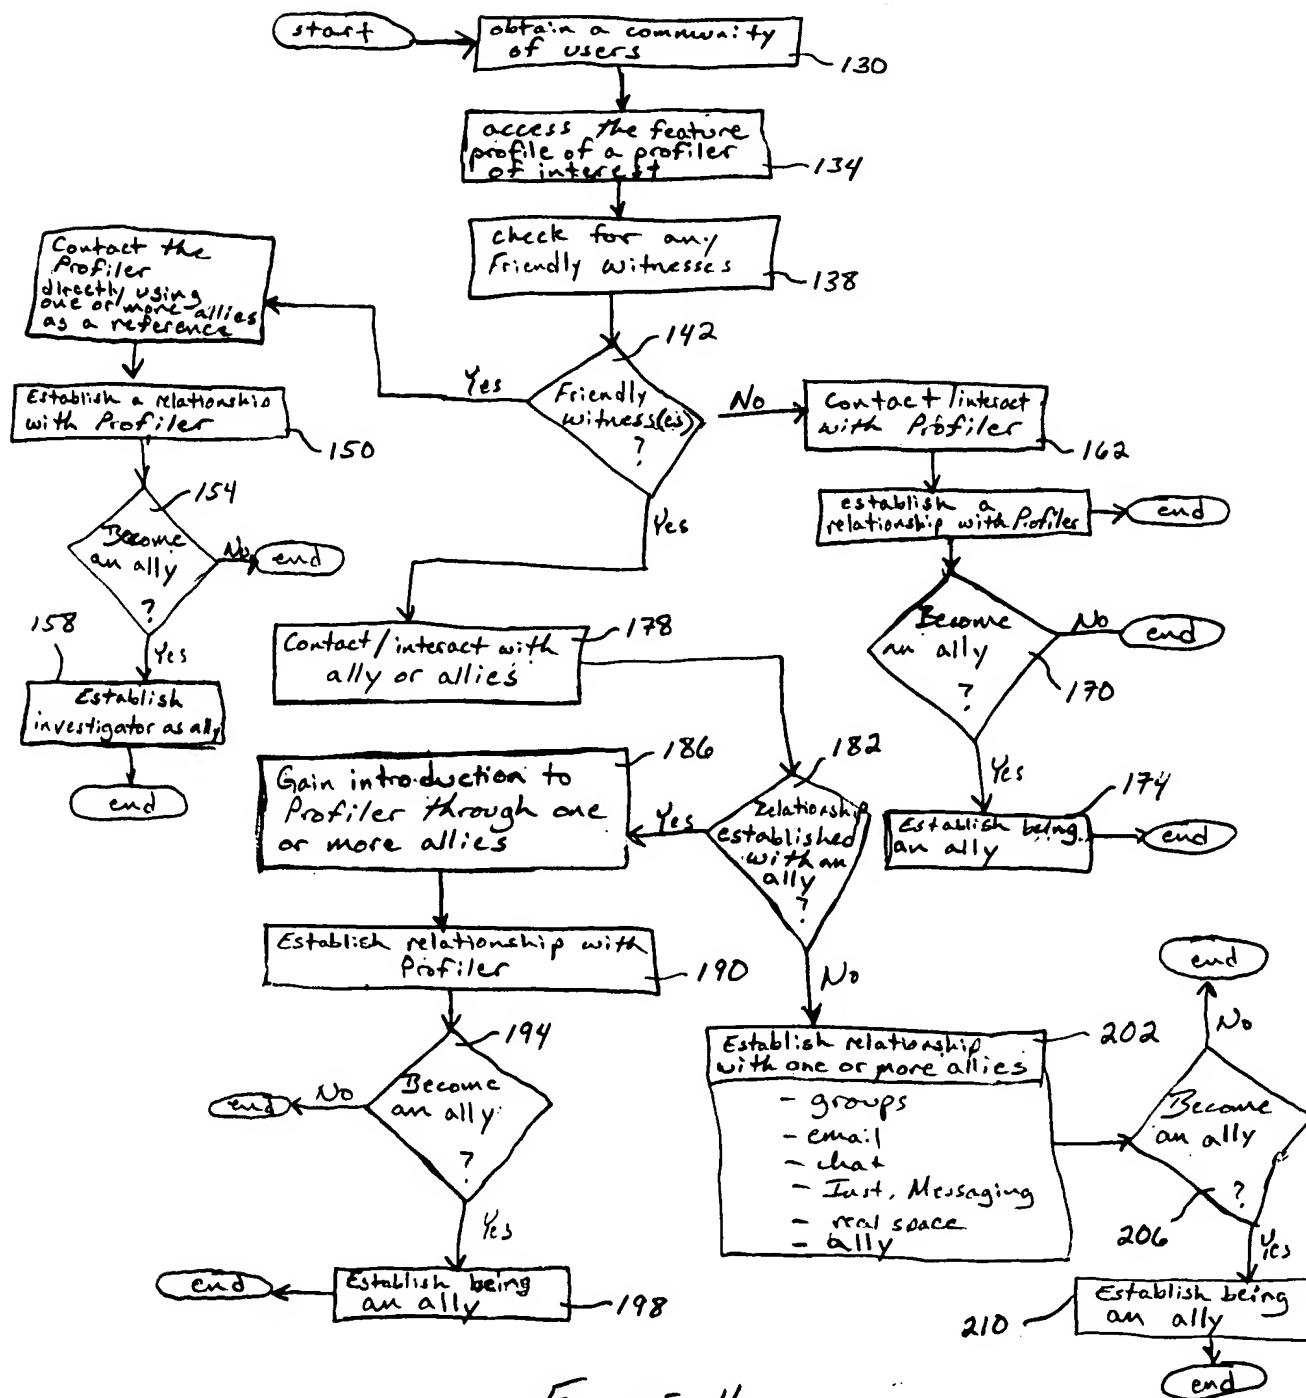 start
obtain a community
of users
130
access the feature
profile of a profiler
of interest
134
check for any
Friendly witnesses
138
Contact the
Profiler
directly using
one or more allies
as a reference
142
Yes
Friendly
witness(es)
?
No
Contact/interact
with Profiler
162
Establish a relationship
with Profiler
150
154
Become
an ally
?
No
end
Yes
158
Establish
investigator as ally
end
Yes
establish a
relationship with Profiler
end
Become
an ally
?
No
end
170
Yes
174
Establish being
an ally
end
178
Contact/interact with
ally or allies
182
Relationship
established
with an
ally
?
Yes
186
Gain introduction to
Profiler through one
or more allies
Establish relationship with
Profiler
190
194
Become
an ally
?
No
end
Yes
Establish being
an ally
198
end
No
202
Establish relationship
with one or more allies
- groups
- email
- chat
- Inst. Messaging
- real space
- ally
end
No
Become
an ally
?
206
Yes
210
Establish being
an ally
end